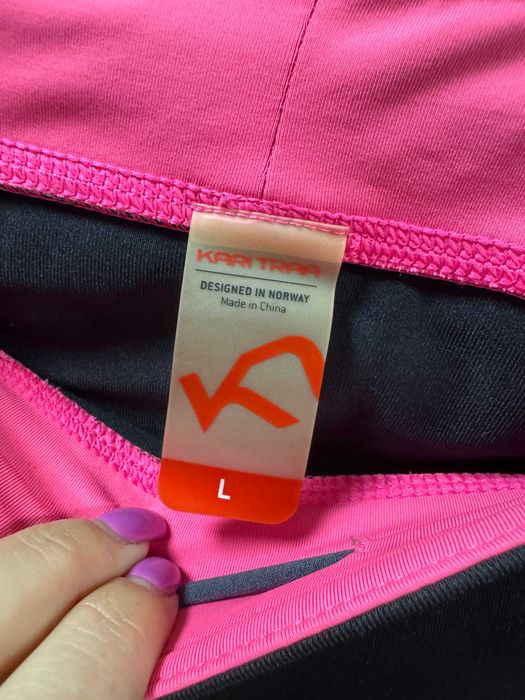 KARI TRAA
DESIGNED IN NORWAY
Made in China
L